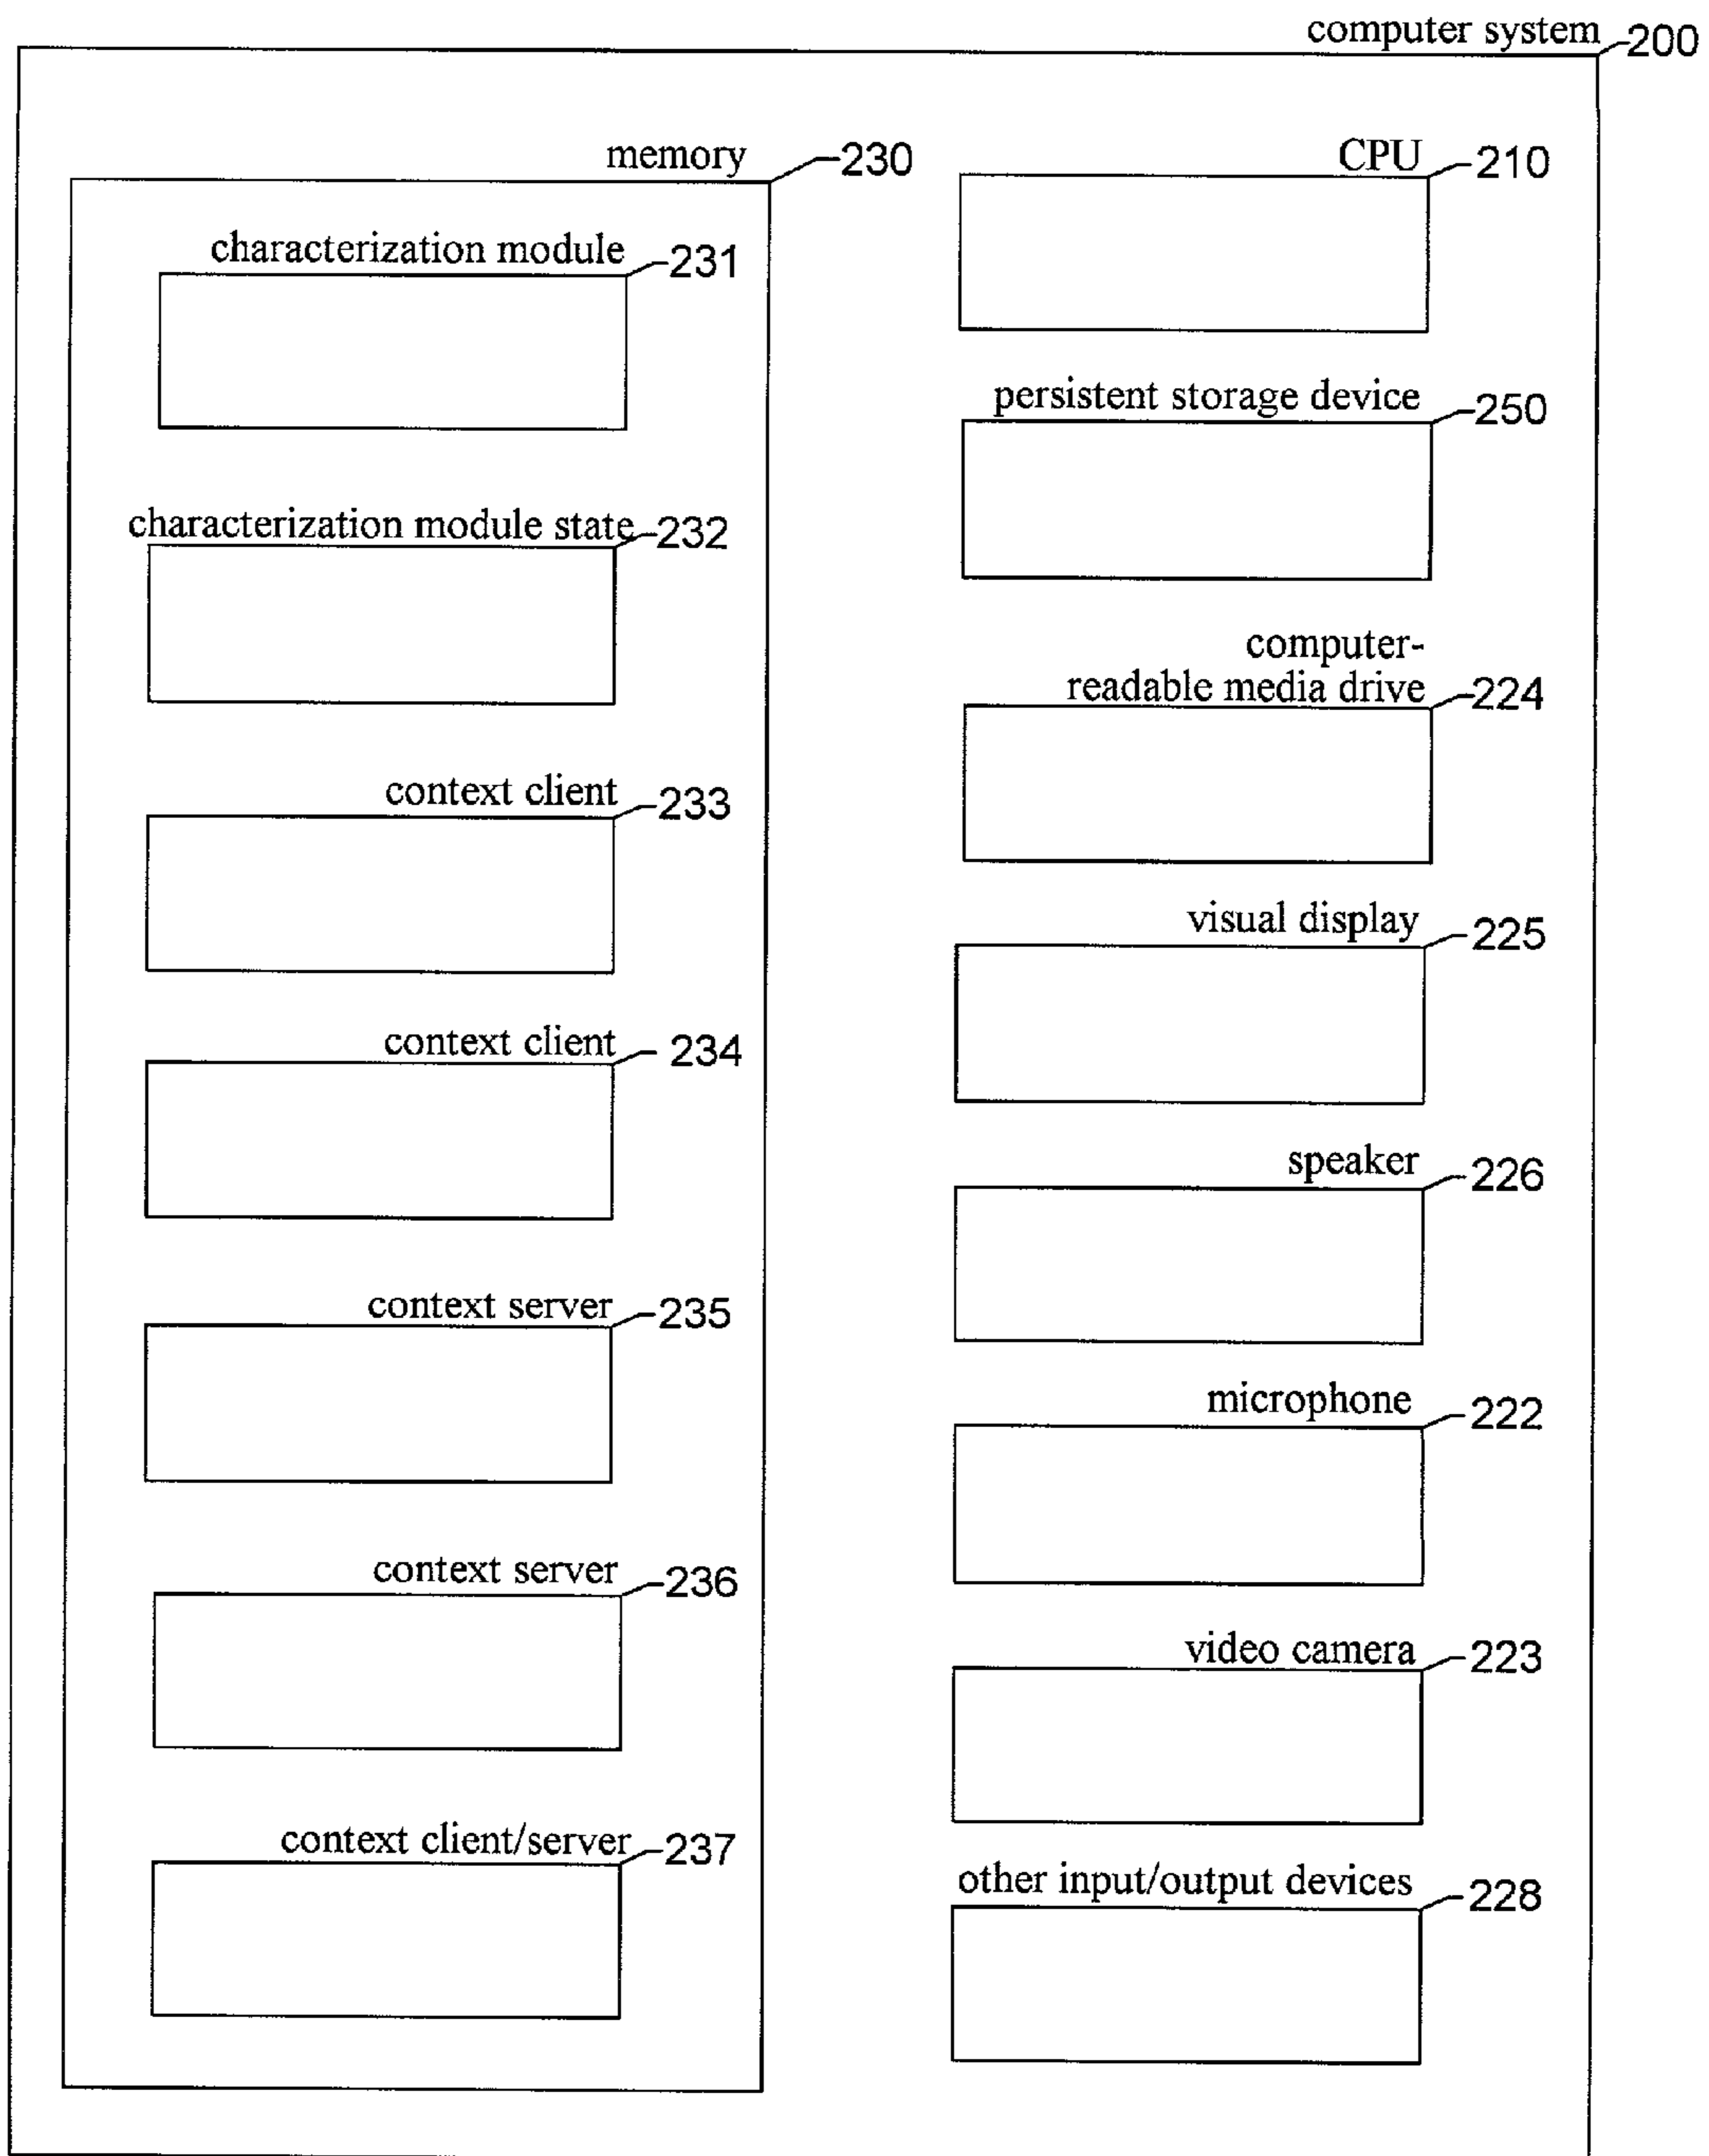 computer system 200
memory 230
characterization module 231
characterization module state 232
context client 233
context client 234
context server 235
context server 236
context client/server 237
CPU 210
persistent storage device 250
computer-
readable media drive 224
visual display 225
speaker 226
microphone 222
video camera 223
other input/output devices 228